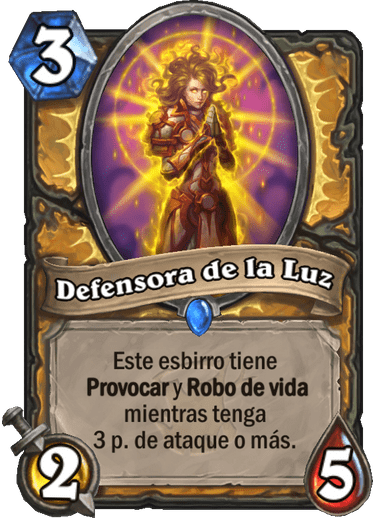 3
Defensora de la Luz
Este esbirro tiene
Provocar y Robo de vida
mientras tenga
3 p. de ataque o más.
2
5